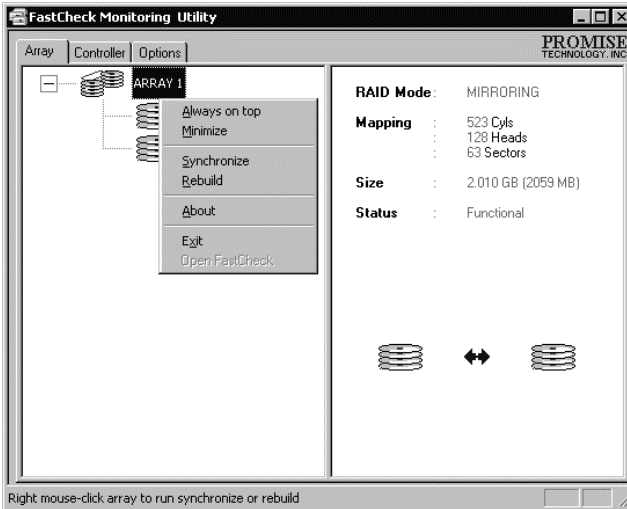 FastCheck Monitoring Utility
Array
Controller
Options
PROMISE
TECHNOLOGY, INC
ARRAY 1
Always on top
Minimize
Synchronize
Rebuild
About
Exit
Open FastCheck
RAID Mode : MIRRORING
Mapping : 523 Cyls
: 128 Heads
: 63 Sectors
Size : 2.010 GB (2059 MB)
Status : Functional
Right mouse-click array to run synchronize or rebuild